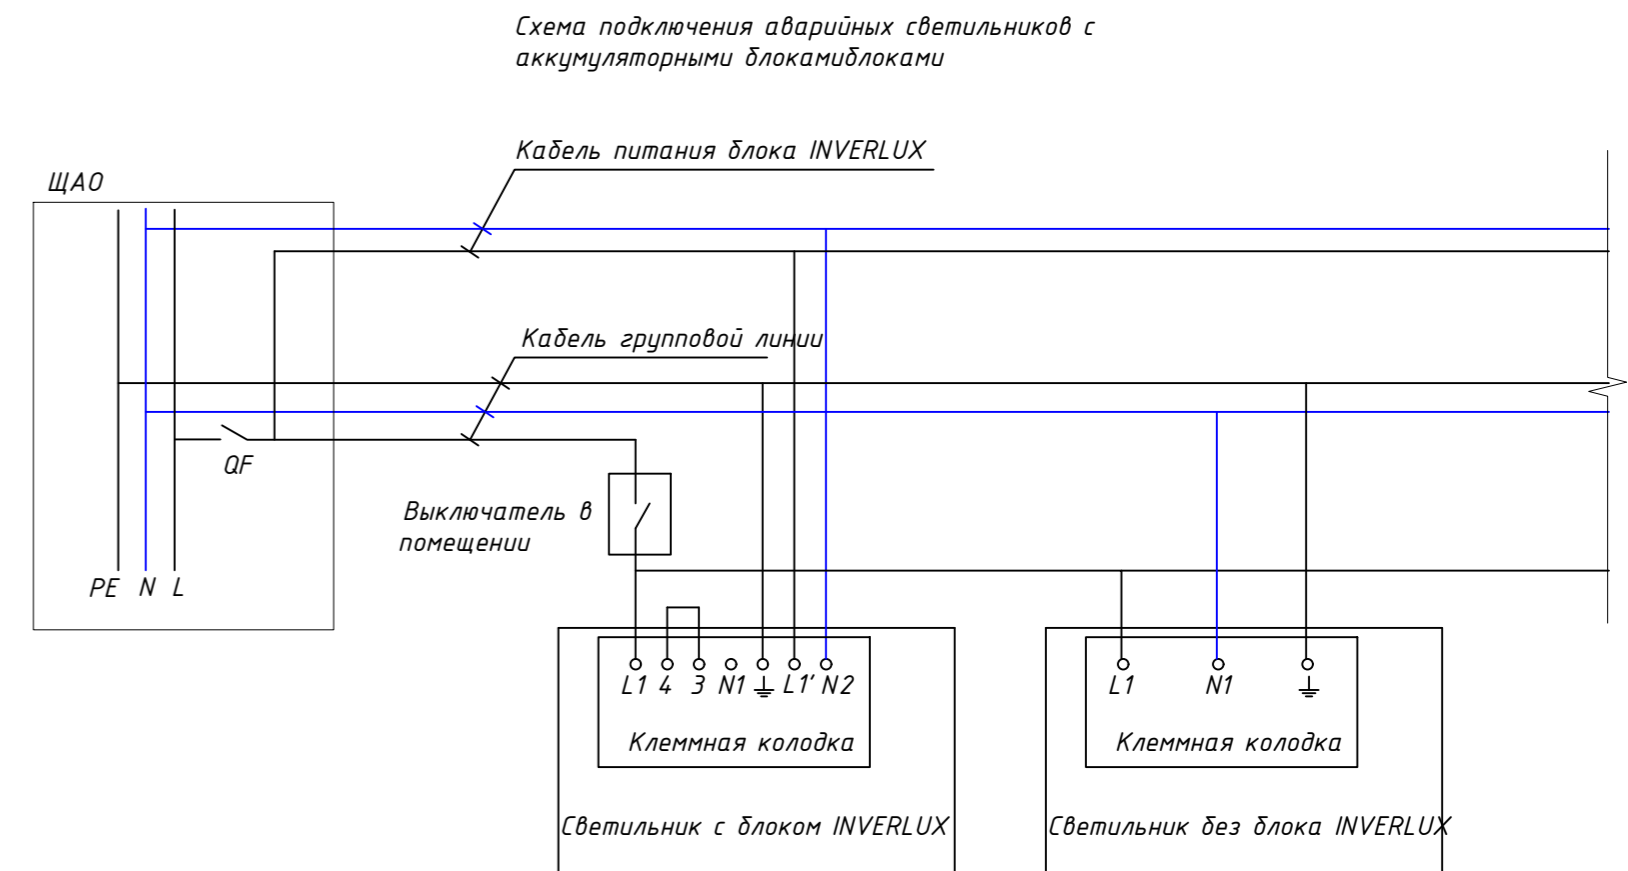 Схема подключения аварийных светильников с
аккумуляторными блокамиблоками
Кабель питания блока INVERLUX
ЩАО
Кабель групповой линии
QF
Выключатель в
помещении
PE N L
L1 4 3 N1 L1' N2
L1 N1
Клеммная колодка
Клеммная колодка
Светильник с блоком INVERLUX
Светильник без блока INVERLUX